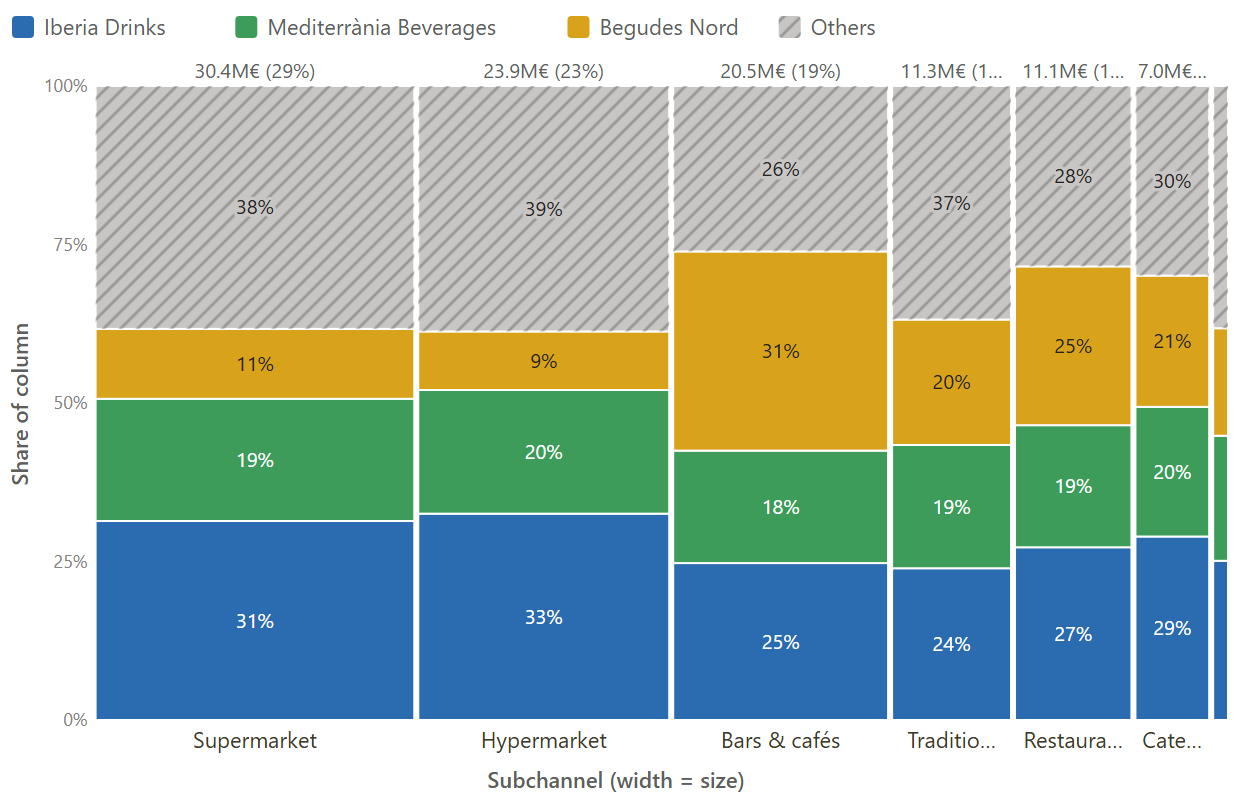 Iberia Drinks Mediterrània Beverages Begudes Nord Others
30.4M€ (29%) 23.9M€ (23%) 20.5M€ (19%) 11.3M€ (1... 11.1M€ (1... 7.0M€...
100%
75%
50%
25%
0%
Share of column
38% 39% 26% 37% 28% 30%
11% 9% 31% 20% 25% 21%
19% 20% 18% 19% 19% 20%
31% 33% 25% 24% 27% 29%
Supermarket Hypermarket Bars & cafés Traditio... Restaura... Cate...
Subchannel (width = size)